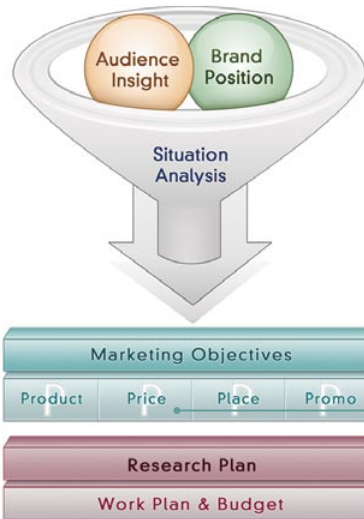 Audience
Insight
Brand
Position
Situation
Analysis
Marketing Objectives
Product Price Place Promo
P P P P
Research Plan
Work Plan & Budget